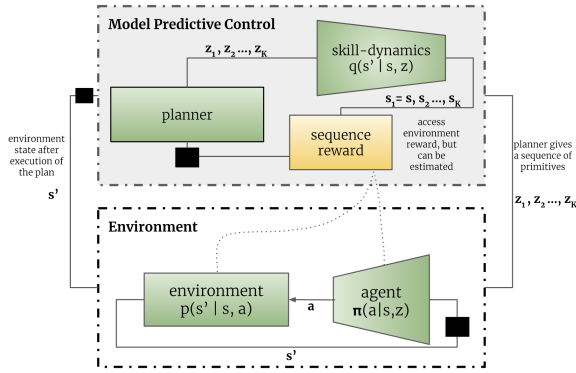 Model Predictive Control
z₁, z₂ ..., z_K
skill-dynamics
q(s' | s, z)
s₁= s, s₂ ..., s_K
planner
sequence
reward
access
environment
reward, but
can be
estimated
environment
state after
execution of
the plan
s'
planner gives
a sequence of
primitives
z₁, z₂ ..., z_K
Environment
environment
p(s' | s, a)
a
agent
π(a|s,z)
s'